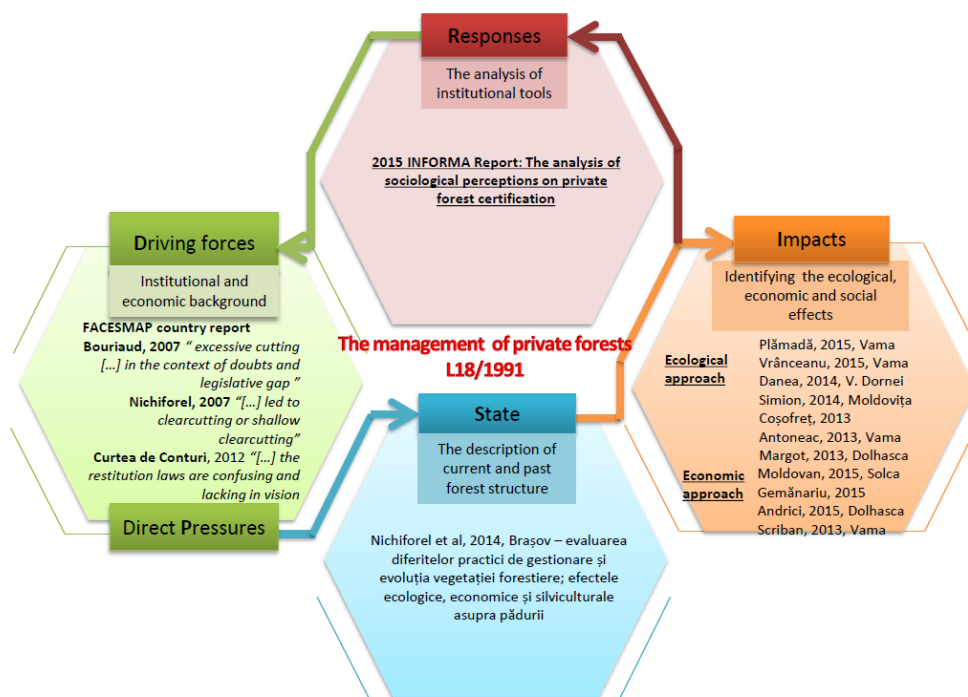 Responses
The analysis of
institutional tools
2015 INFORMA Report: The analysis of
sociological perceptions on private
forest certification
Driving forces
Institutional and
economic background
FACESMAP country report
Bouriaud, 2007 “ excessive cutting
[…] in the context of doubts and
legislative gap ”
Nichiforel, 2007 “[…] led to
clearcutting or shallow
clearcutting”
Curtea de Conturi, 2012 “[…] the
restitution laws are confusing and
lacking in vision
Direct Pressures
The management of private forests
L18/1991
State
The description of
current and past
forest structure
Nichiforel et al, 2014, Brașov – evaluarea
diferitelor practici de gestionare și
evoluția vegetației forestiere; efectele
ecologice, economice și silviculturale
asupra pădurii
Impacts
Identifying the ecological,
economic and social
effects
Ecological
approach
Plămadă, 2015, Vama
Vrânceanu, 2015, Vama
Danea, 2014, V. Dornei
Simion, 2014, Moldovița
Coșofreț, 2013
Antoneac, 2013, Vama
Margot, 2013, Dolhasca
Economic
approach
Moldovan, 2015, Solca
Gemănariu, 2015
Andrici, 2015, Dolhasca
Scriban, 2013, Vama